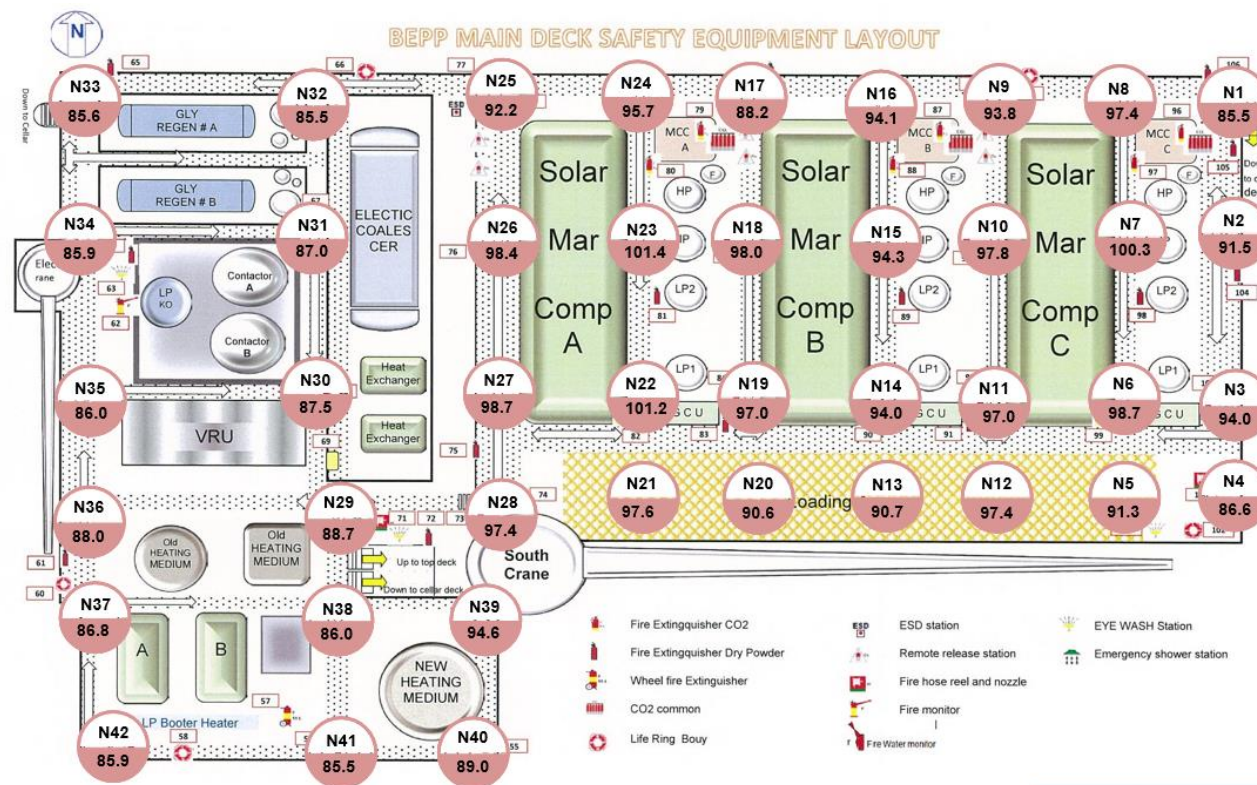 N
BEPP MAIN DECK SAFETY EQUIPMENT LAYOUT
65
66
77
106
N33
85.6
N32
85.5
N25
92.2
N24
95.7
N17
88.2
N16
94.1
N9
93.8
N8
97.4
N1
85.5
Down to Cellar
GLY
REGEN # A
ESD
79
MCC
A
87
MCC
B
96
MCC
C
105
80
88
97
F
F
F
HP
HP
HP
GLY
REGEN # B
67
ELECTIC
COALES
CER
Solar
Mar
Comp
A
Solar
Mar
Comp
B
Solar
Mar
Comp
C
N34
85.9
N31
87.0
76
N26
98.4
N23
101.4
N18
98.0
N15
94.3
N10
97.8
N7
100.3
N2
91.5
63
62
LP
KO
Contactor
A
Contactor
B
LP2
LP2
LP2
81
89
98
104
Heat
Exchanger
LP1
LP1
LP1
N35
86.0
N30
87.5
N27
98.7
N22
101.2
N19
97.0
N14
94.0
N11
97.0
N6
98.7
N3
94.0
VRU
Heat
Exchanger
69
75
82
83
90
91
99
N36
88.0
N29
88.7
N28
97.4
N21
97.6
N20
90.6
N13
90.7
N12
97.4
N5
91.3
N4
86.6
71
72
73
74
Loading
Old
HEATING
MEDIUM
Old
HEATING
MEDIUM
Up to top deck
Down to cellar deck
South
Crane
61
60
N37
86.8
N38
86.0
N39
94.6
A
B
NEW
HEATING
MEDIUM
57
LP Booter Heater
58
55
N42
85.9
N41
85.5
N40
89.0
Fire Extinquisher CO2
Fire Extinquisher Dry Powder
Wheel fire Extinguisher
CO2 common
Life Ring Bouy
ESD
ESD station
Remote release station
Fire hose reel and nozzle
Fire monitor
Fire Water menitor
EYE WASH Station
Emergency shower station